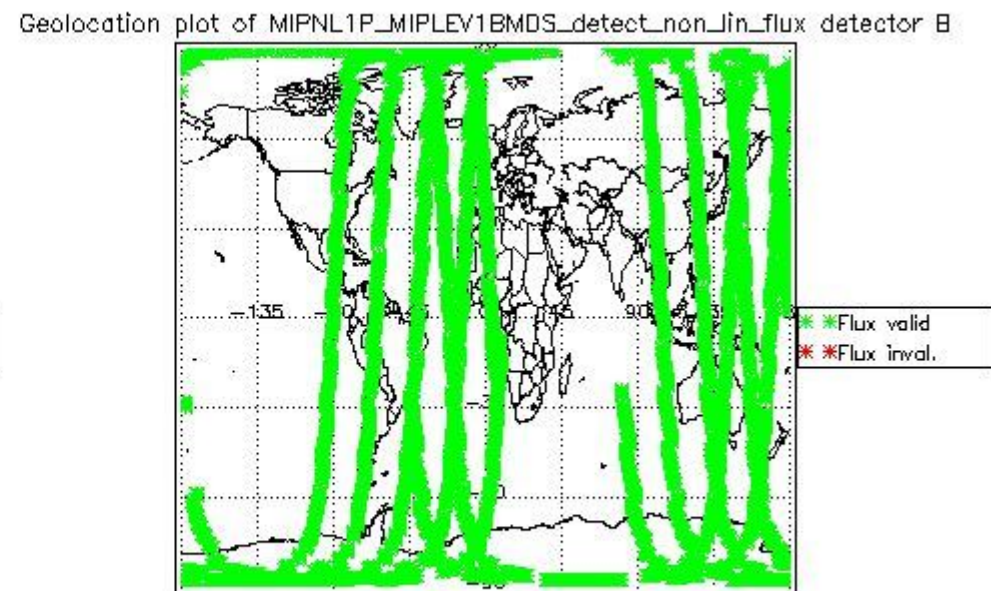 Geolocation plot of MIPNL1P_MIPLEV1BMDS_detect_non_lin_flux detector B
-135
90
Flux valid
Flux inval.